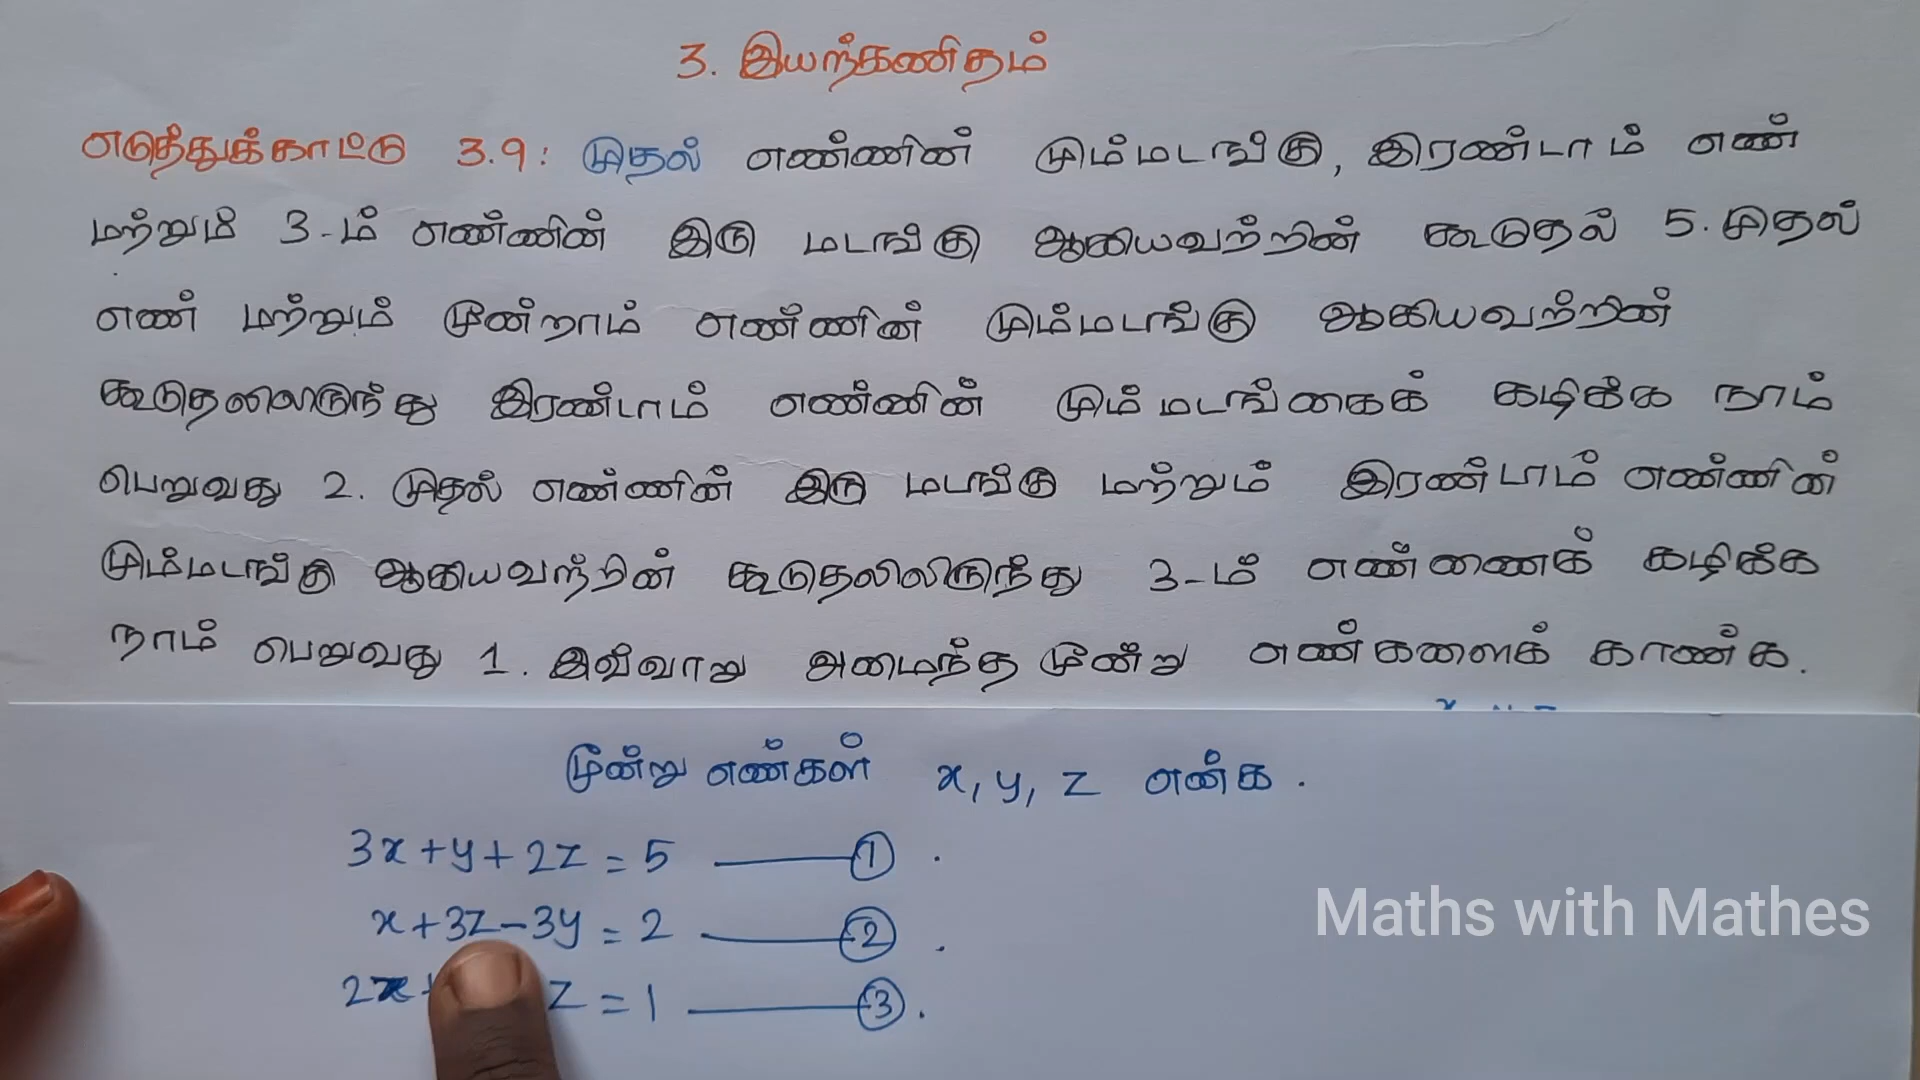 3. இயற்கணிதம்
எடுத்துக்காட்டு 3.9: முதல் எண்ணின் மும்மடங்கு, இரண்டாம் எண்
மற்றும் 3-ம் எண்ணின் இரு மடங்கு ஆகியவற்றின் கூடுதல் 5. முதல்
எண் மற்றும் மூன்றாம் எண்ணின் மும்மடங்கு ஆகியவற்றின்
கூடுதலிலிருந்து இரண்டாம் எண்ணின் மும்மடங்கைக் கழிக்க நாம்
பெறுவது 2. முதல் எண்ணின் இரு மடங்கு மற்றும் இரண்டாம் எண்ணின்
மும்மடங்கு ஆகியவற்றின் கூடுதலிலிருந்து 3-ம் எண்ணைக் கழிக்க
நாம் பெறுவது 1. இவ்வாறு அமைந்த மூன்று எண்களைக் காண்க.
மூன்று எண்கள் x, y, z என்க.
3x+y+2z = 5 — ①
x+3z-3y = 2 — ②
2x+ z = 1 — ③
Maths with Mathes